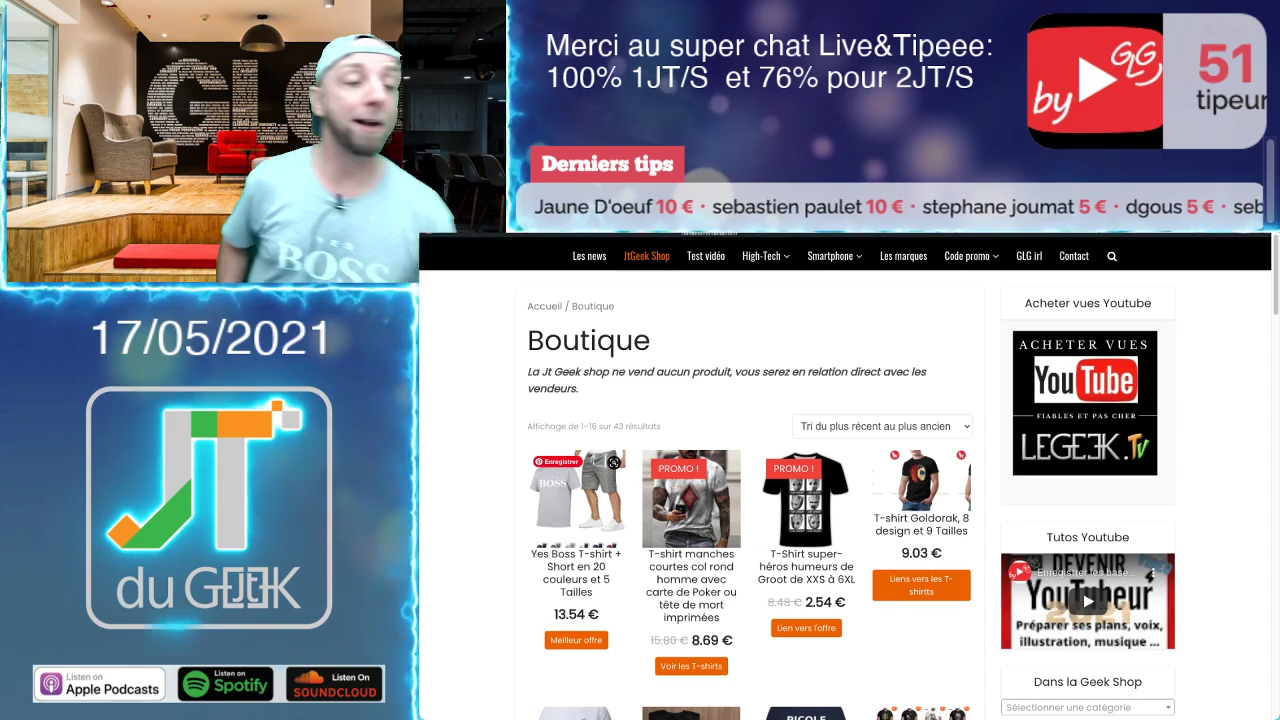 BOSS
Merci au super chat Live&Tipeee:
100% 1JT/S et 76% pour 2JT/S
by GG
51
tipeur
Derniers tips
Jaune D'oeuf 10 € · sebastien paulet 10 € · stephane joumat 5 € · dgous 5 € · seb
17/05/2021
JT
du GEEK
Listen on
Apple Podcasts
Listen on
Spotify
Listen On
SOUNDCLOUD
Les news JtGeek Shop Test vidéo High-Tech Smartphone Les marques Code promo GLG irl Contact
Accueil / Boutique
Boutique
La Jt Geek shop ne vend aucun produit, vous serez en relation direct avec les
vendeurs.
Affichage de 1–16 sur 43 résultats
Tri du plus récent au plus ancien
Enregistrer
BOSS
Yes Boss T-shirt +
Short en 20
couleurs et 5
Tailles
13.54 €
Meilleur offre
PROMO !
T-shirt manches
courtes col rond
homme avec
carte de Poker ou
tête de mort
imprimées
15.80 € 8.69 €
Voir les T-shirts
PROMO !
T-Shirt super-
héros humeurs de
Groot de XXS à 6XL
8.48 € 2.54 €
Lien vers l'offre
T-shirt Goldorak, 8
design et 9 Tailles
9.03 €
Liens vers les T-
shirtts
Acheter vues Youtube
ACHETER VUES
YouTube
FIABLES ET PAS CHER
LEGEEK.Tv
Tutos Youtube
Enregistrer les base...
Youtubeur
Préparer ses plans, voix,
illustration, musique ...
Dans la Geek Shop
Sélectionner une catégorie